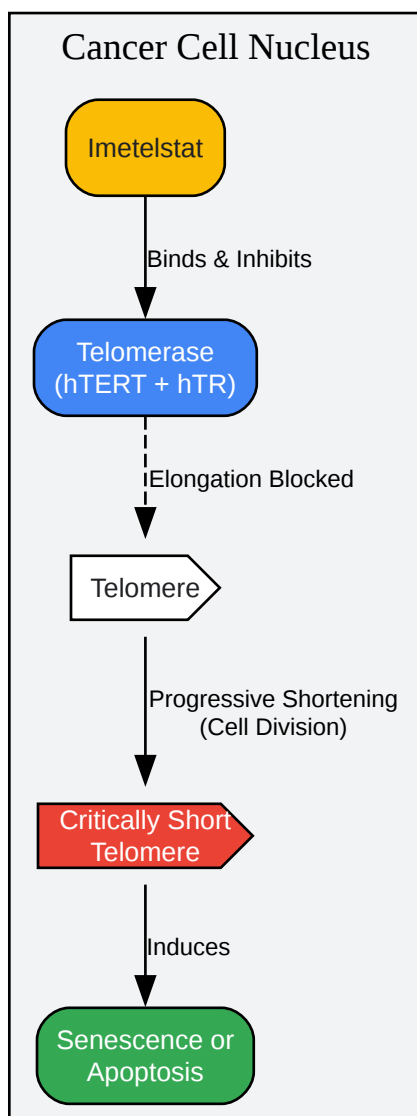 Cancer Cell Nucleus
Imetelstat
Binds & Inhibits
Telomerase
(hTERT + hTR)
Elongation Blocked
Telomere
Progressive Shortening
(Cell Division)
Critically Short
Telomere
Induces
Senescence or
Apoptosis